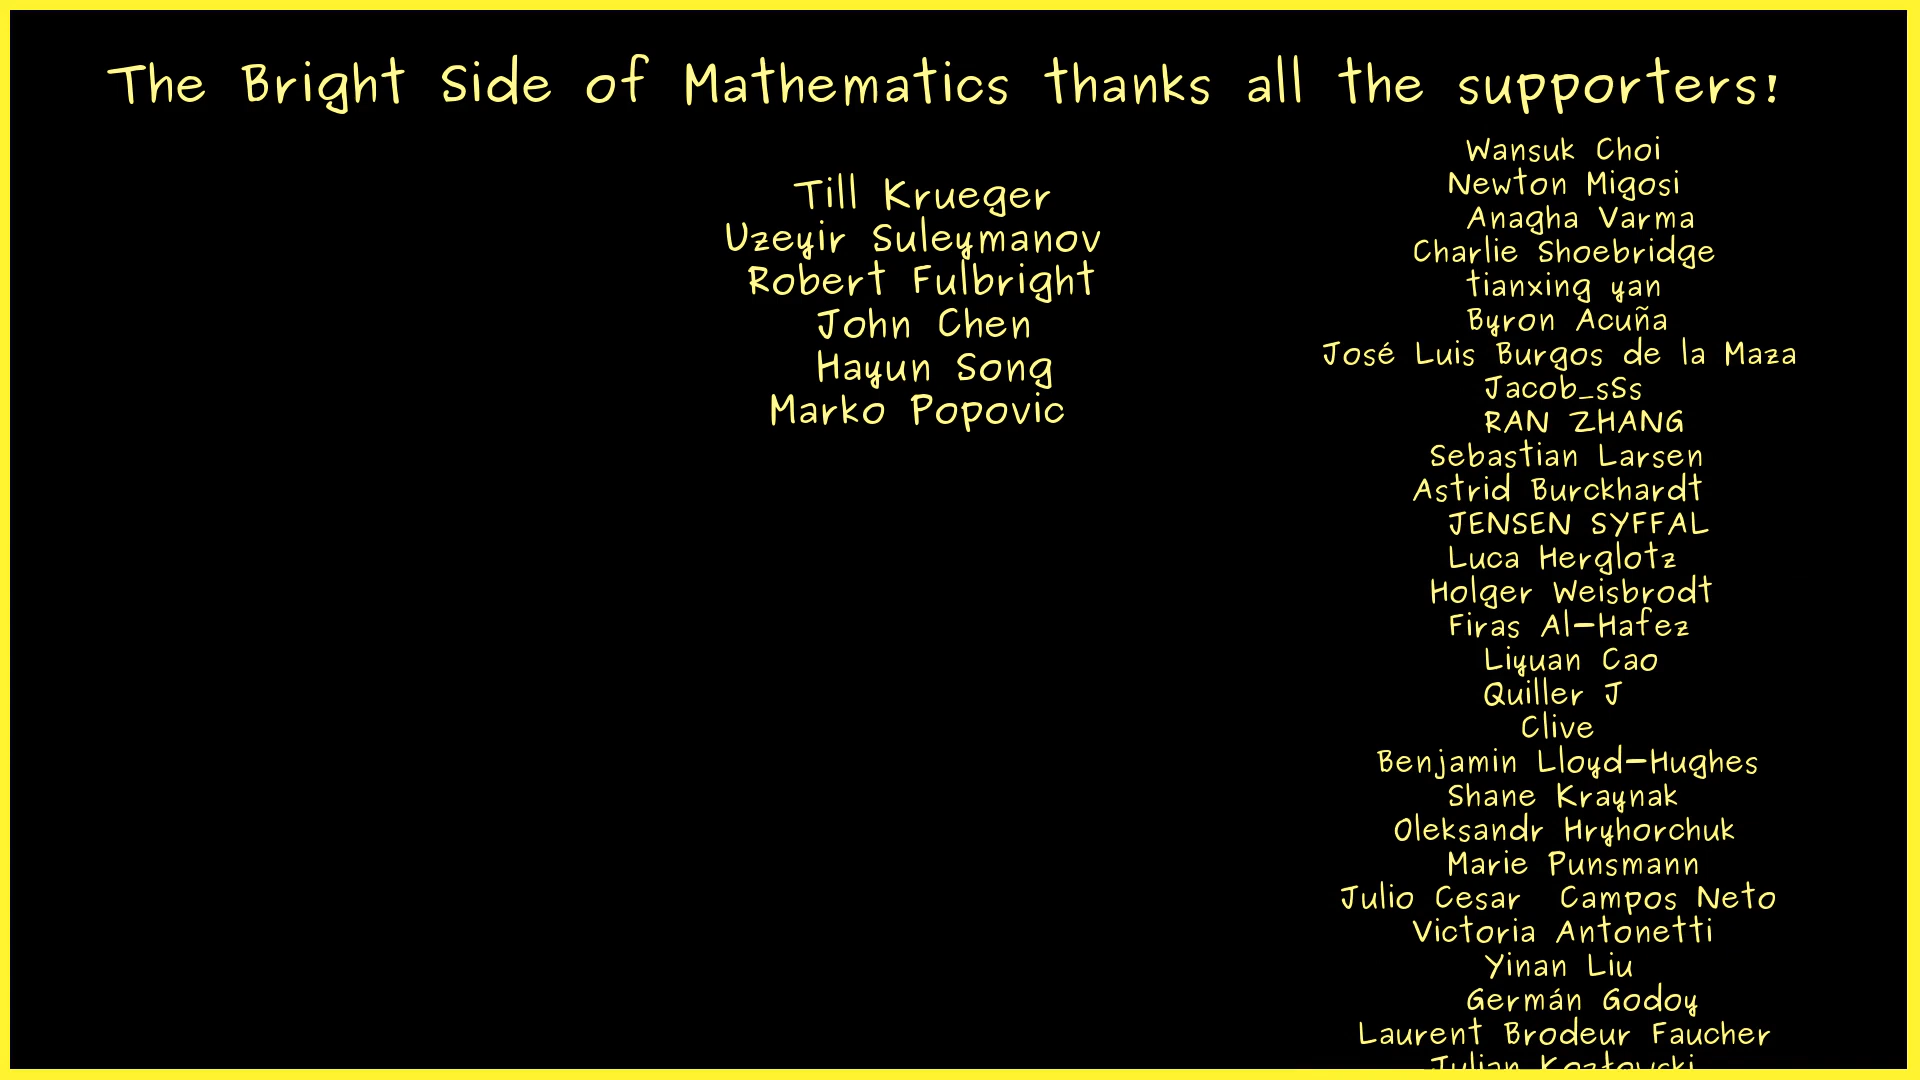 The Bright Side of Mathematics thanks all the supporters!
Till Krueger
Uzeyir Suleymanov
Robert Fulbright
John Chen
Hayun Song
Marko Popovic
Wansuk Choi
Newton Migosi
Anagha Varma
Charlie Shoebridge
tianxing yan
Byron Acuña
José Luis Burgos de la Maza
Jacob_sSs
RAN ZHANG
Sebastian Larsen
Astrid Burckhardt
JENSEN SYFFAL
Luca Herglotz
Holger Weisbrodt
Firas Al-Hafez
Liyuan Cao
Quiller J
Clive
Benjamin Lloyd-Hughes
Shane Kraynak
Oleksandr Hryhorchuk
Marie Punsmann
Julio Cesar  Campos Neto
Victoria Antonetti
Yinan Liu
Germán Godoy
Laurent Brodeur Faucher
Julian